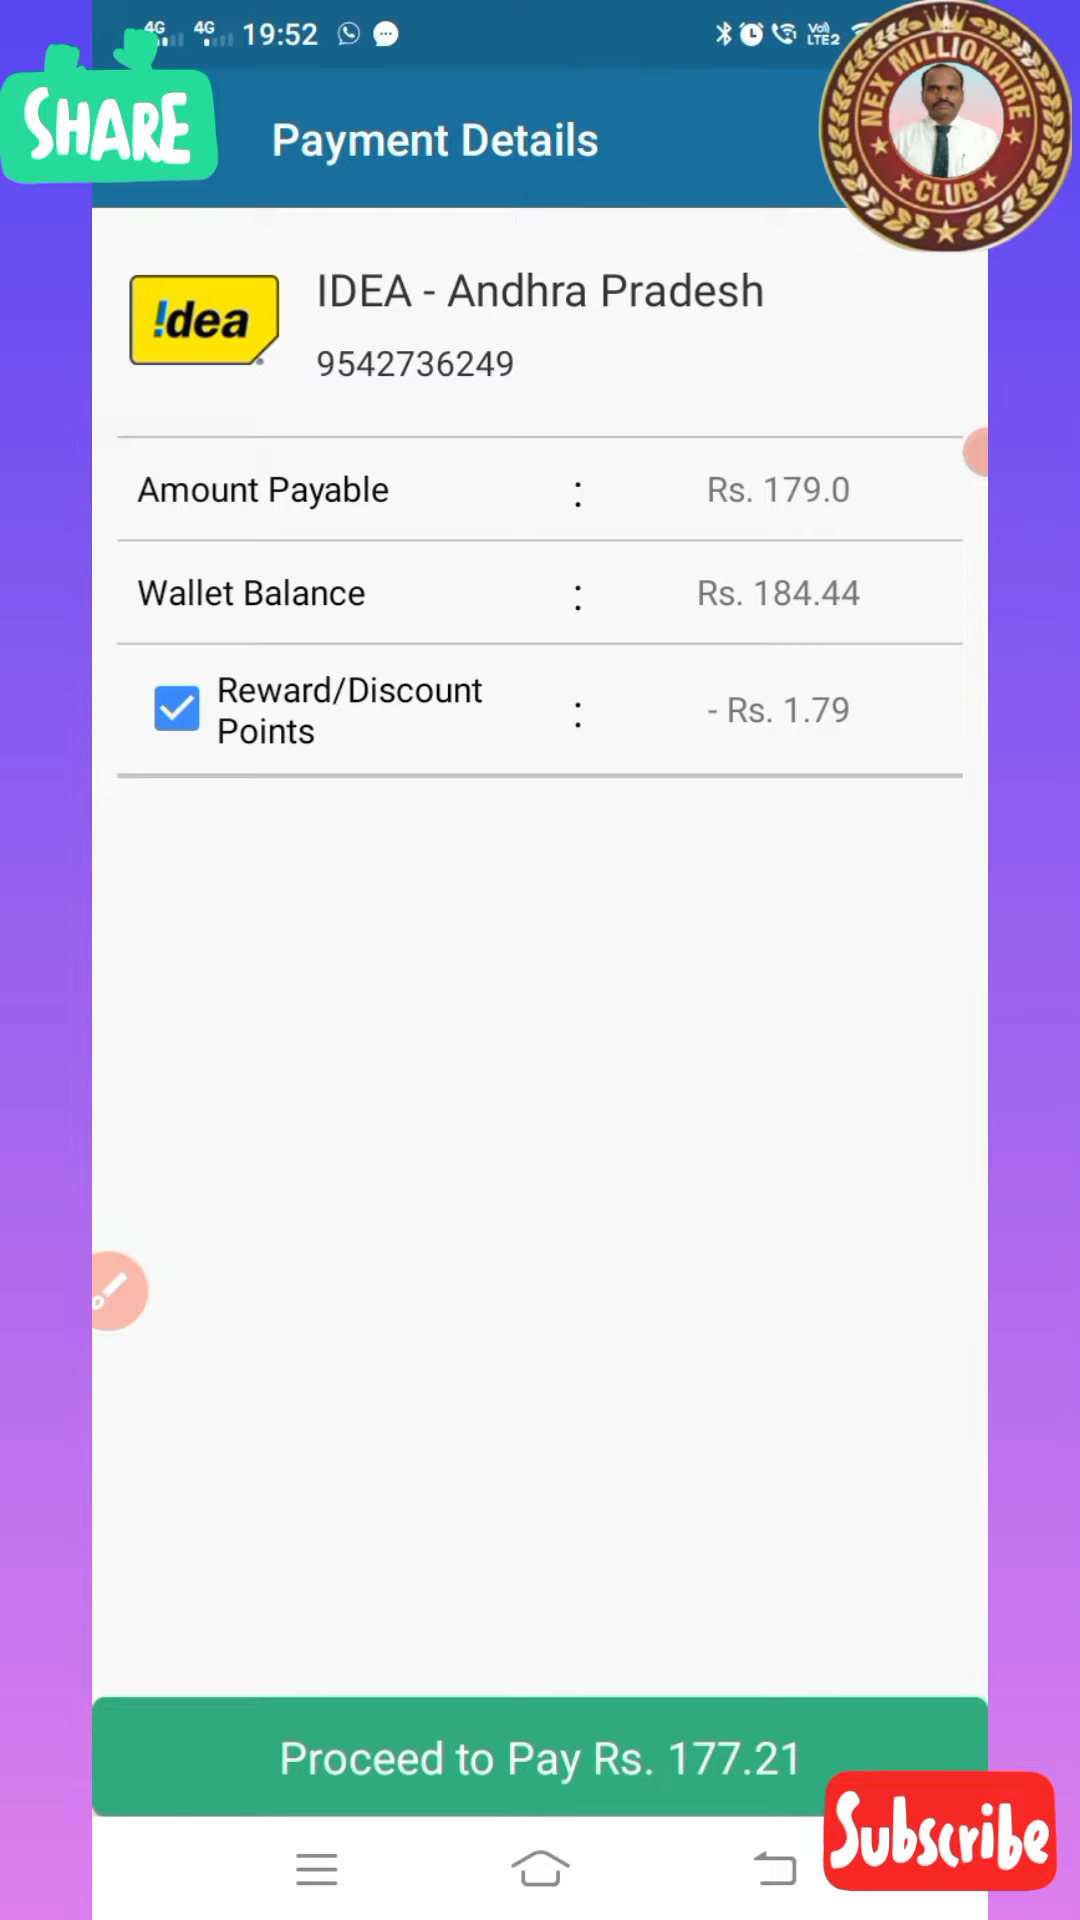 4G 4G 19:52 VoJ) LTE2
SHARE
Payment Details
NEX MILLIONAIRE
CLUB
!dea
IDEA - Andhra Pradesh
9542736249
Amount Payable : Rs. 179.0
Wallet Balance : Rs. 184.44
Reward/Discount
Points : - Rs. 1.79
Proceed to Pay Rs. 177.21
Subscribe